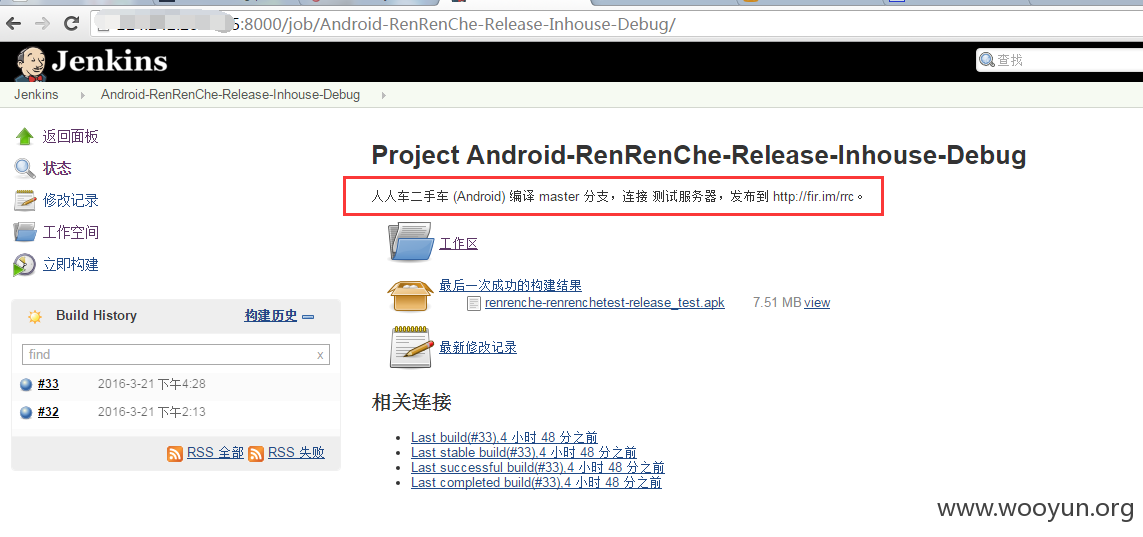 5:8000/job/Android-RenRenChe-Release-Inhouse-Debug/
Jenkins
查找
Jenkins Android-RenRenChe-Release-Inhouse-Debug
返回面板
状态
修改记录
工作空间
立即构建
Build History 构建历史
find x
#33 2016-3-21 下午4:28
#32 2016-3-21 下午2:13
RSS 全部 RSS 失败
Project Android-RenRenChe-Release-Inhouse-Debug
人人车二手车 (Android) 编译 master 分支，连接 测试服务器，发布到 http://fir.im/rrc。
工作区
最后一次成功的构建结果
renrenche-renrenchetest-release_test.apk 7.51 MB view
最新修改记录
相关连接
Last build(#33),4 小时 48 分之前
Last stable build(#33),4 小时 48 分之前
Last successful build(#33),4 小时 48 分之前
Last completed build(#33),4 小时 48 分之前
www.wooyun.org